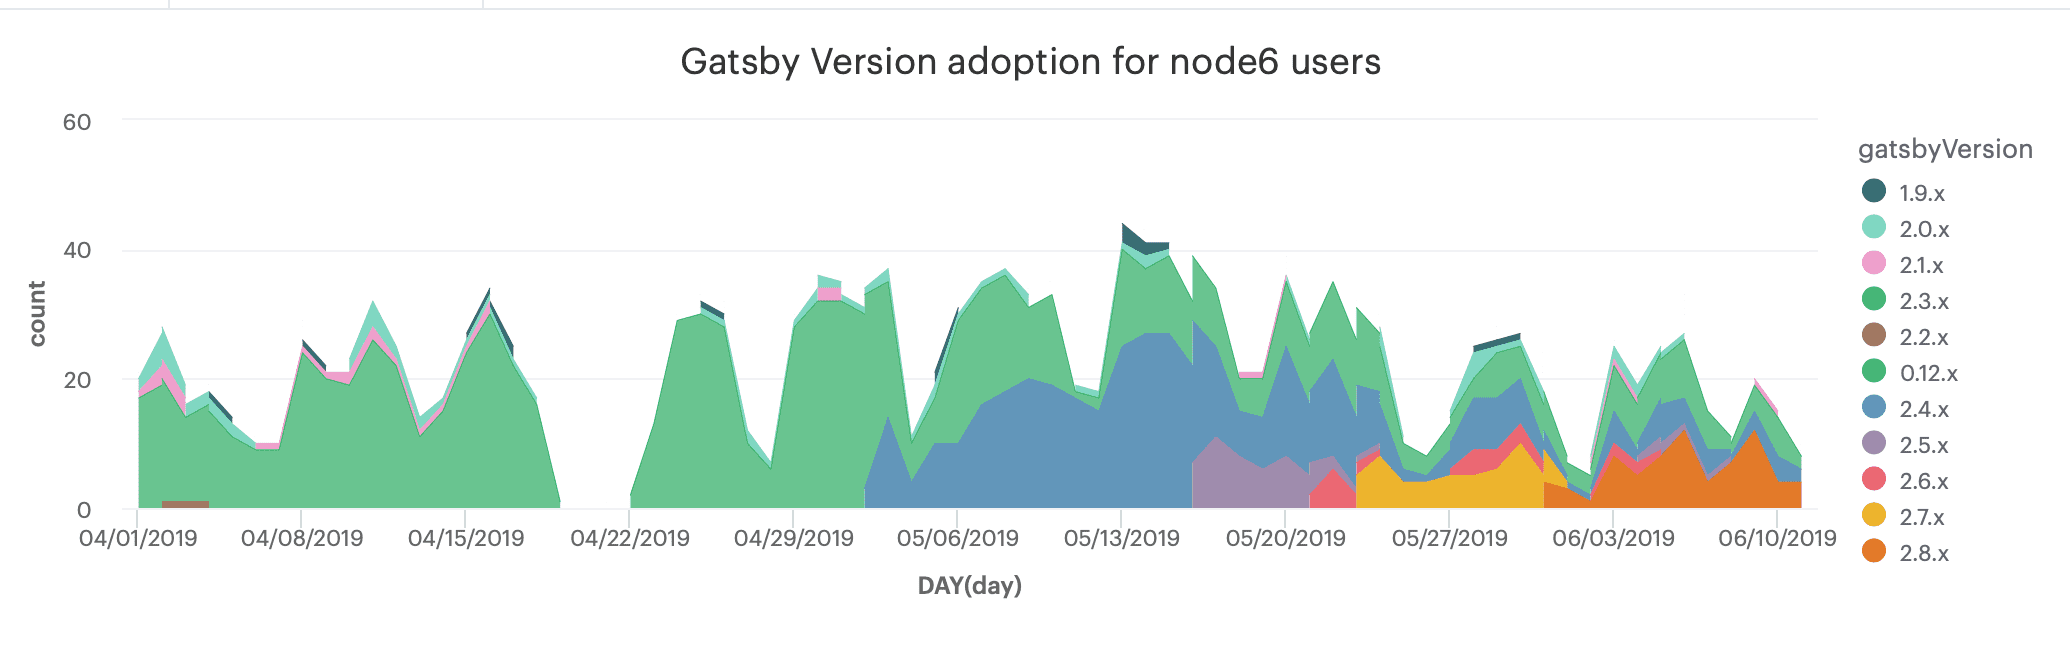 Gatsby Version adoption for node6 users
60
40
20
0
count
04/01/2019 04/08/2019 04/15/2019 04/22/2019 04/29/2019 05/06/2019 05/13/2019 05/20/2019 05/27/2019 06/03/2019 06/10/2019
DAY(day)
gatsbyVersion
1.9.x
2.0.x
2.1.x
2.3.x
2.2.x
0.12.x
2.4.x
2.5.x
2.6.x
2.7.x
2.8.x